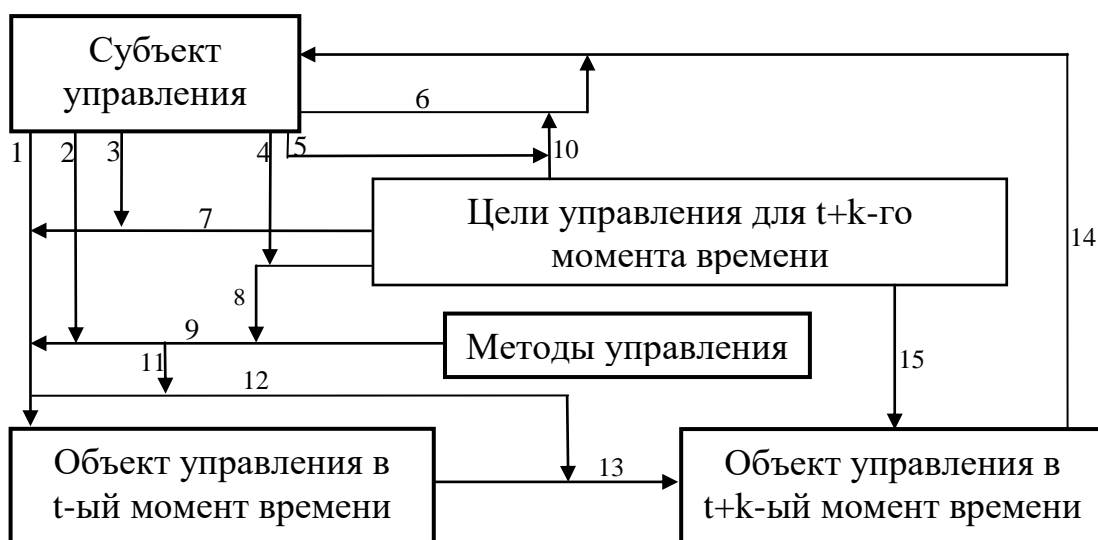 Субъект
управления
6
1
2
3
4
5
10
Цели управления для t+k-го
момента времени
7
14
8
9
Методы управления
11
12
15
Объект управления в
t-ый момент времени
13
Объект управления в
t+k-ый момент времени